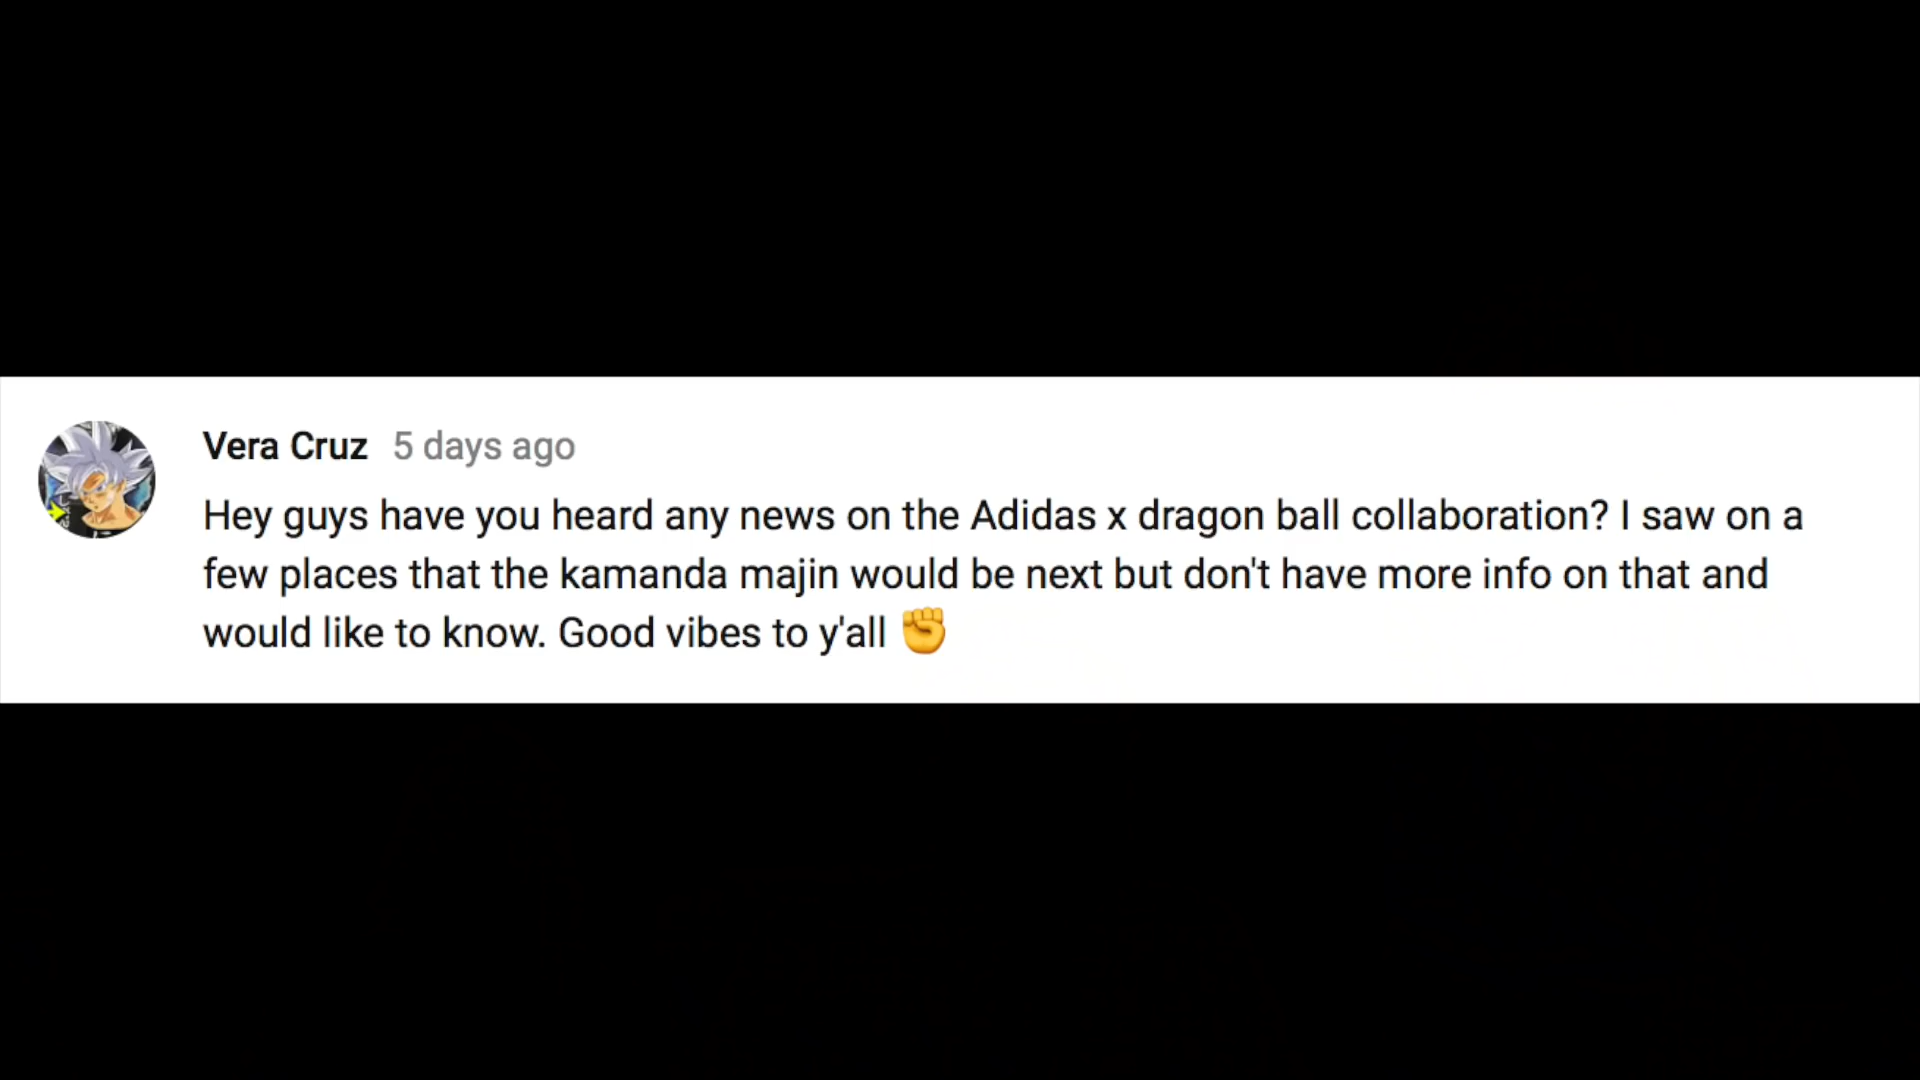 Vera Cruz 5 days ago
Hey guys have you heard any news on the Adidas x dragon ball collaboration? I saw on a
few places that the kamanda majin would be next but don't have more info on that and
would like to know. Good vibes to y'all ✊